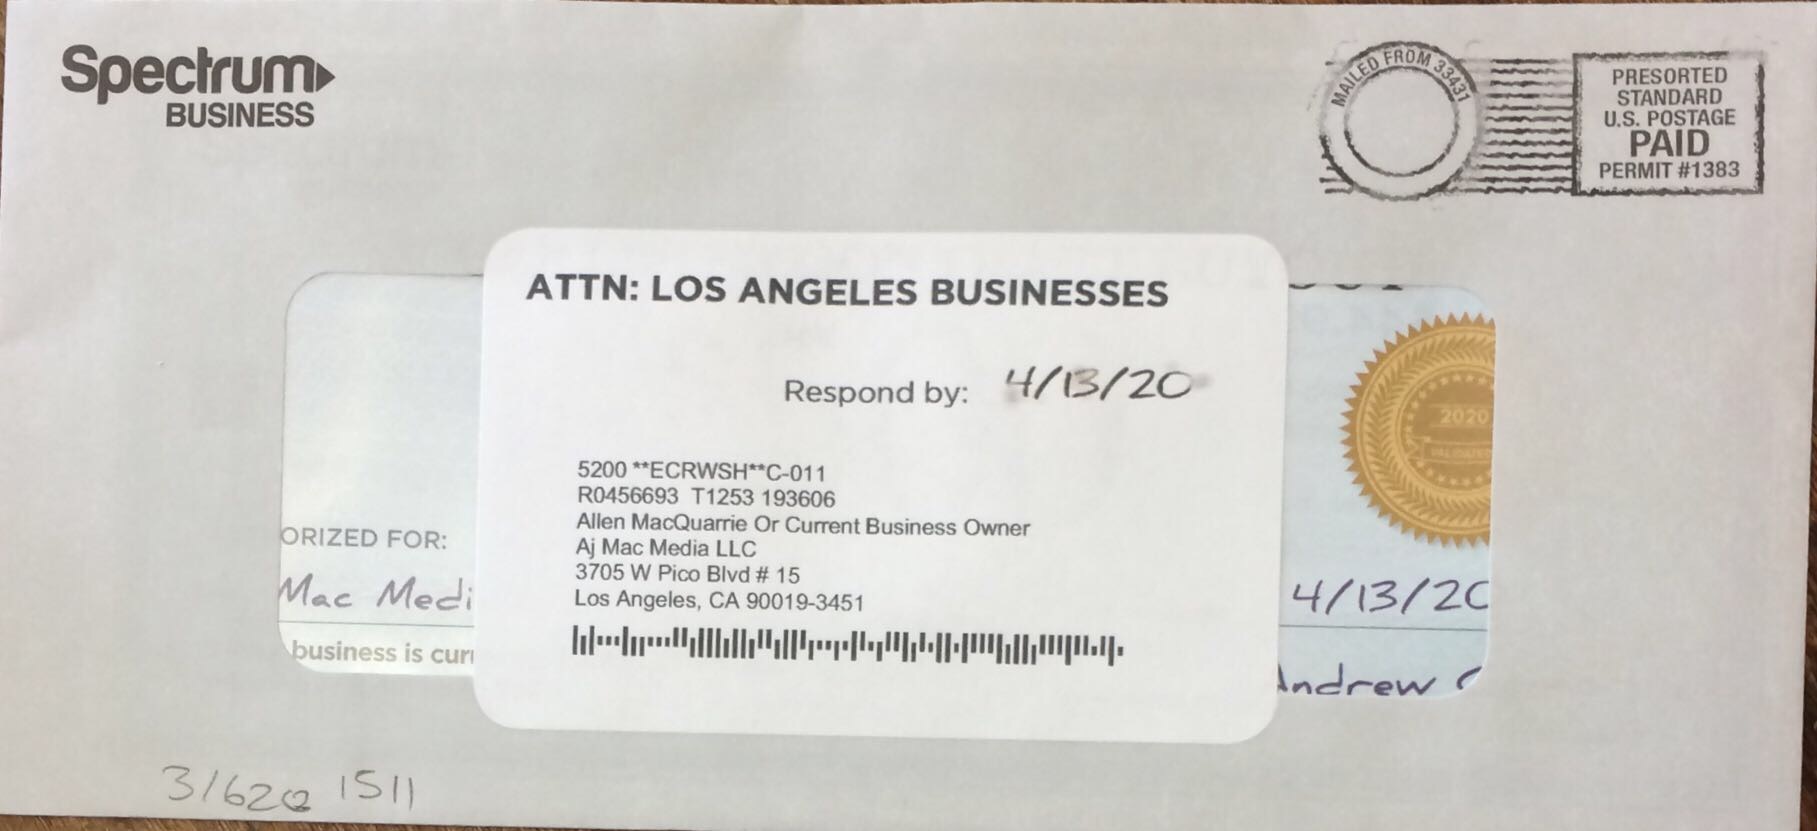 Spectrum
BUSINESS
MAILED FROM 33431
PRESORTED
STANDARD
U.S. POSTAGE
PAID
PERMIT #1383
ATTN: LOS ANGELES BUSINESSES
Respond by: 4/13/20
5200 **ECRWSH**C-011
R0456693 T1253 193606
Allen MacQuarrie Or Current Business Owner
Aj Mac Media LLC
3705 W Pico Blvd # 15
Los Angeles, CA 90019-3451
ORIZED FOR:
Mac Medi
business is curr
2020
VALIDATED
4/13/20
Andrew
1511